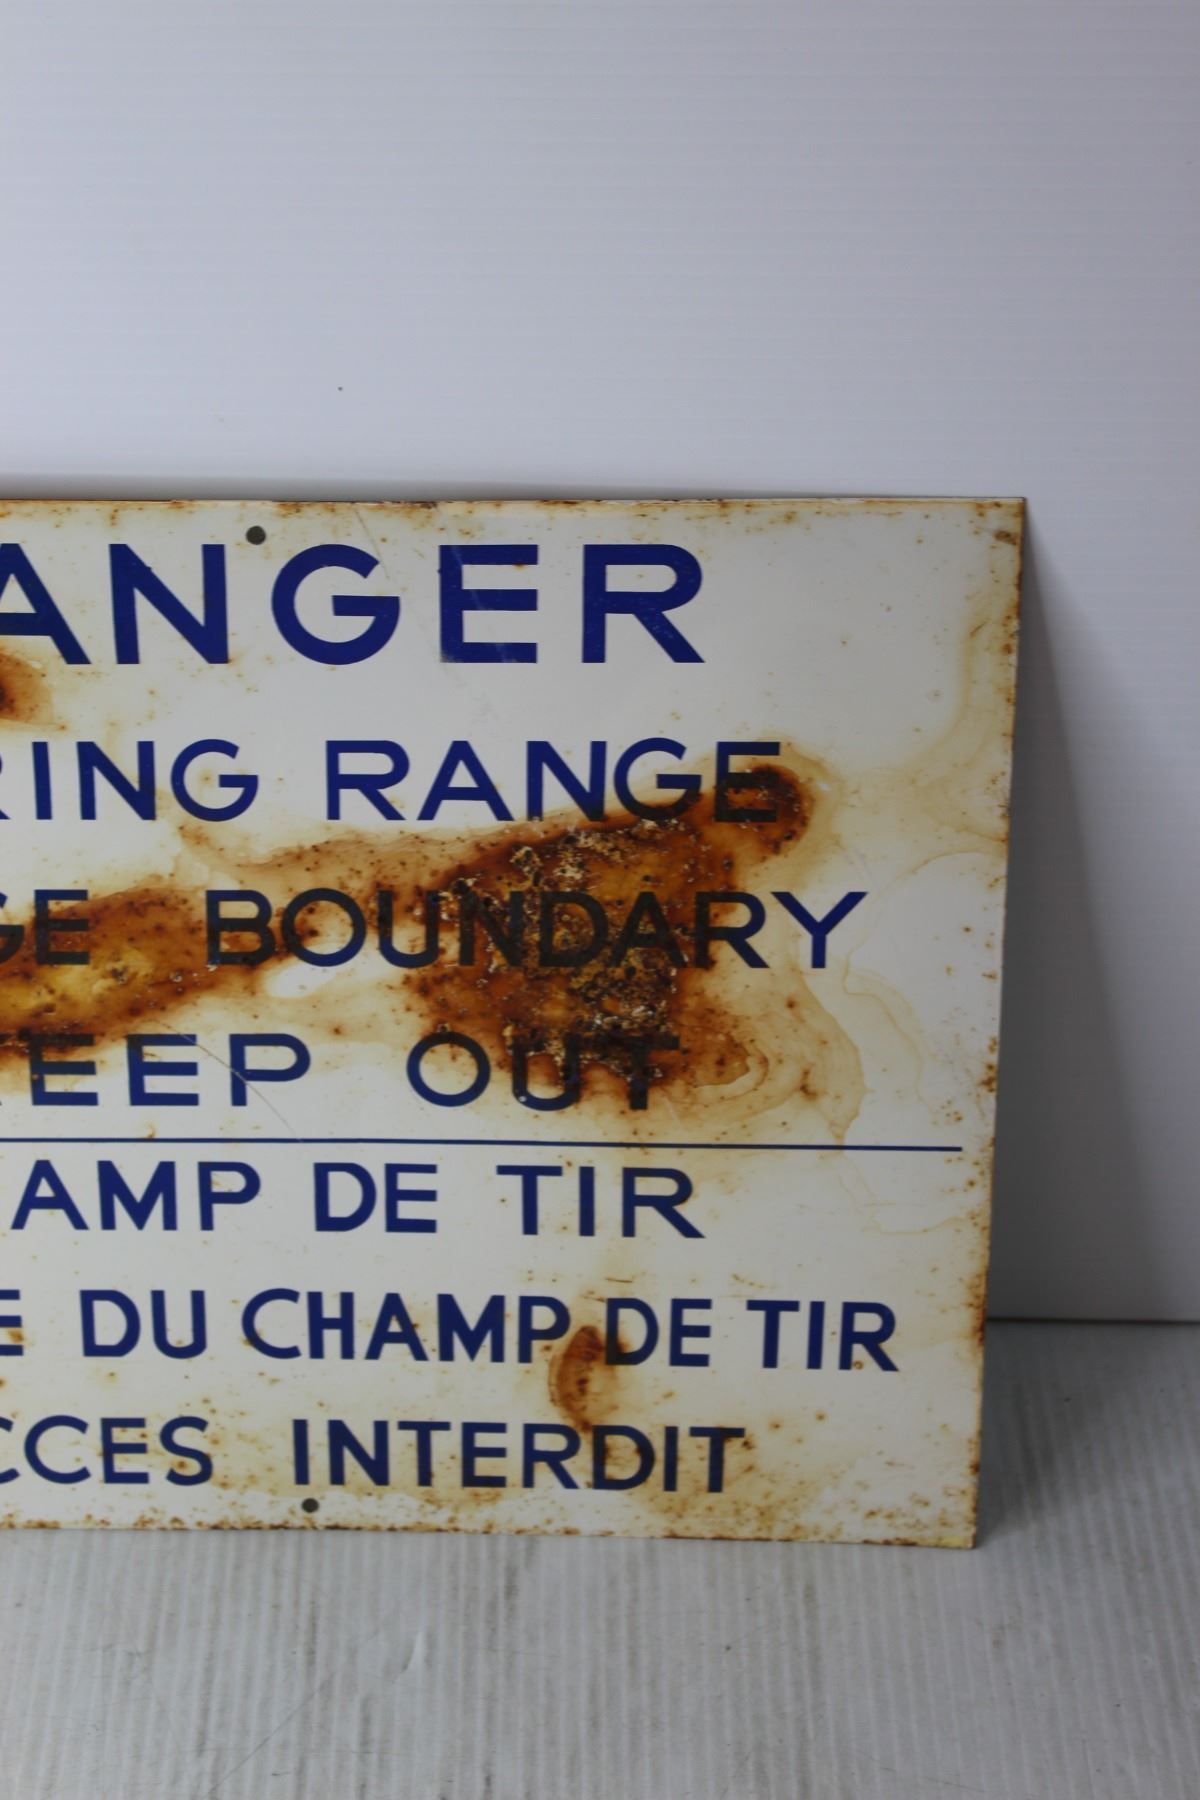 ANGER
RING RANGE
GE BOUNDARY
EEP OUT
AMP DE TIR
E DU CHAMP DE TIR
CCES INTERDIT